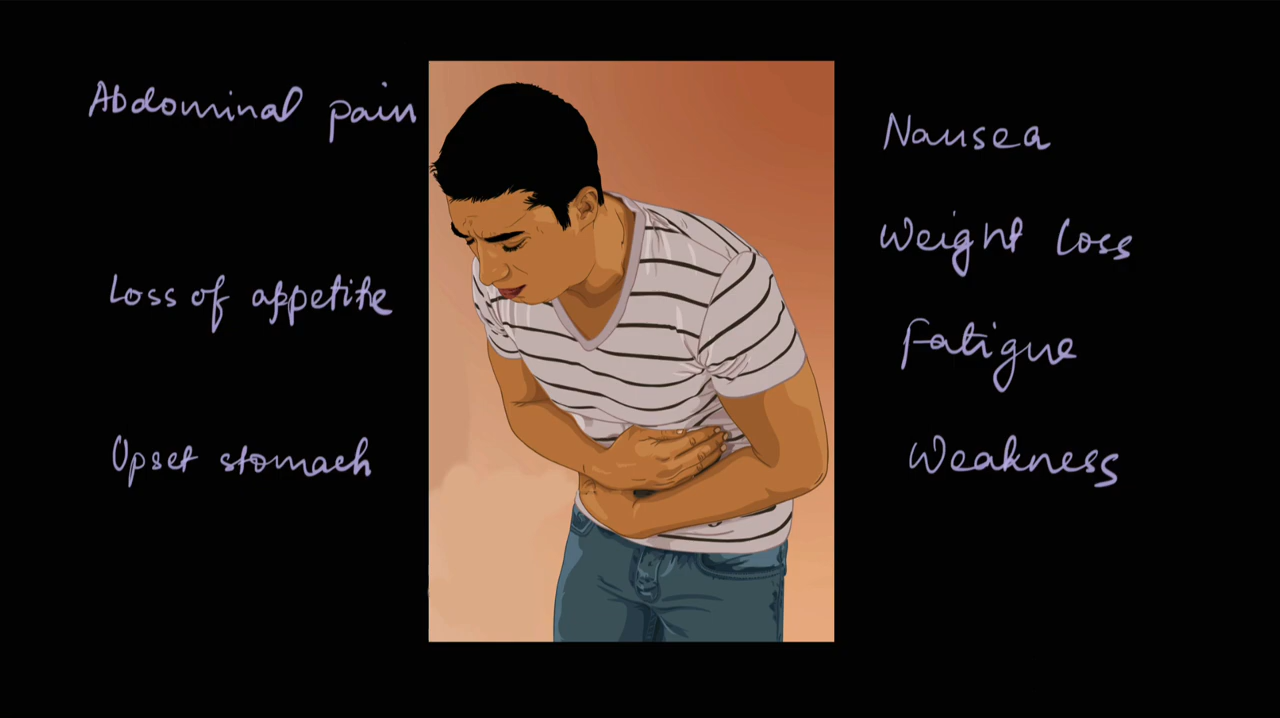 Abdominal pain
Loss of appetite
Upset stomach
Nausea
Weight loss
Fatigue
Weakness